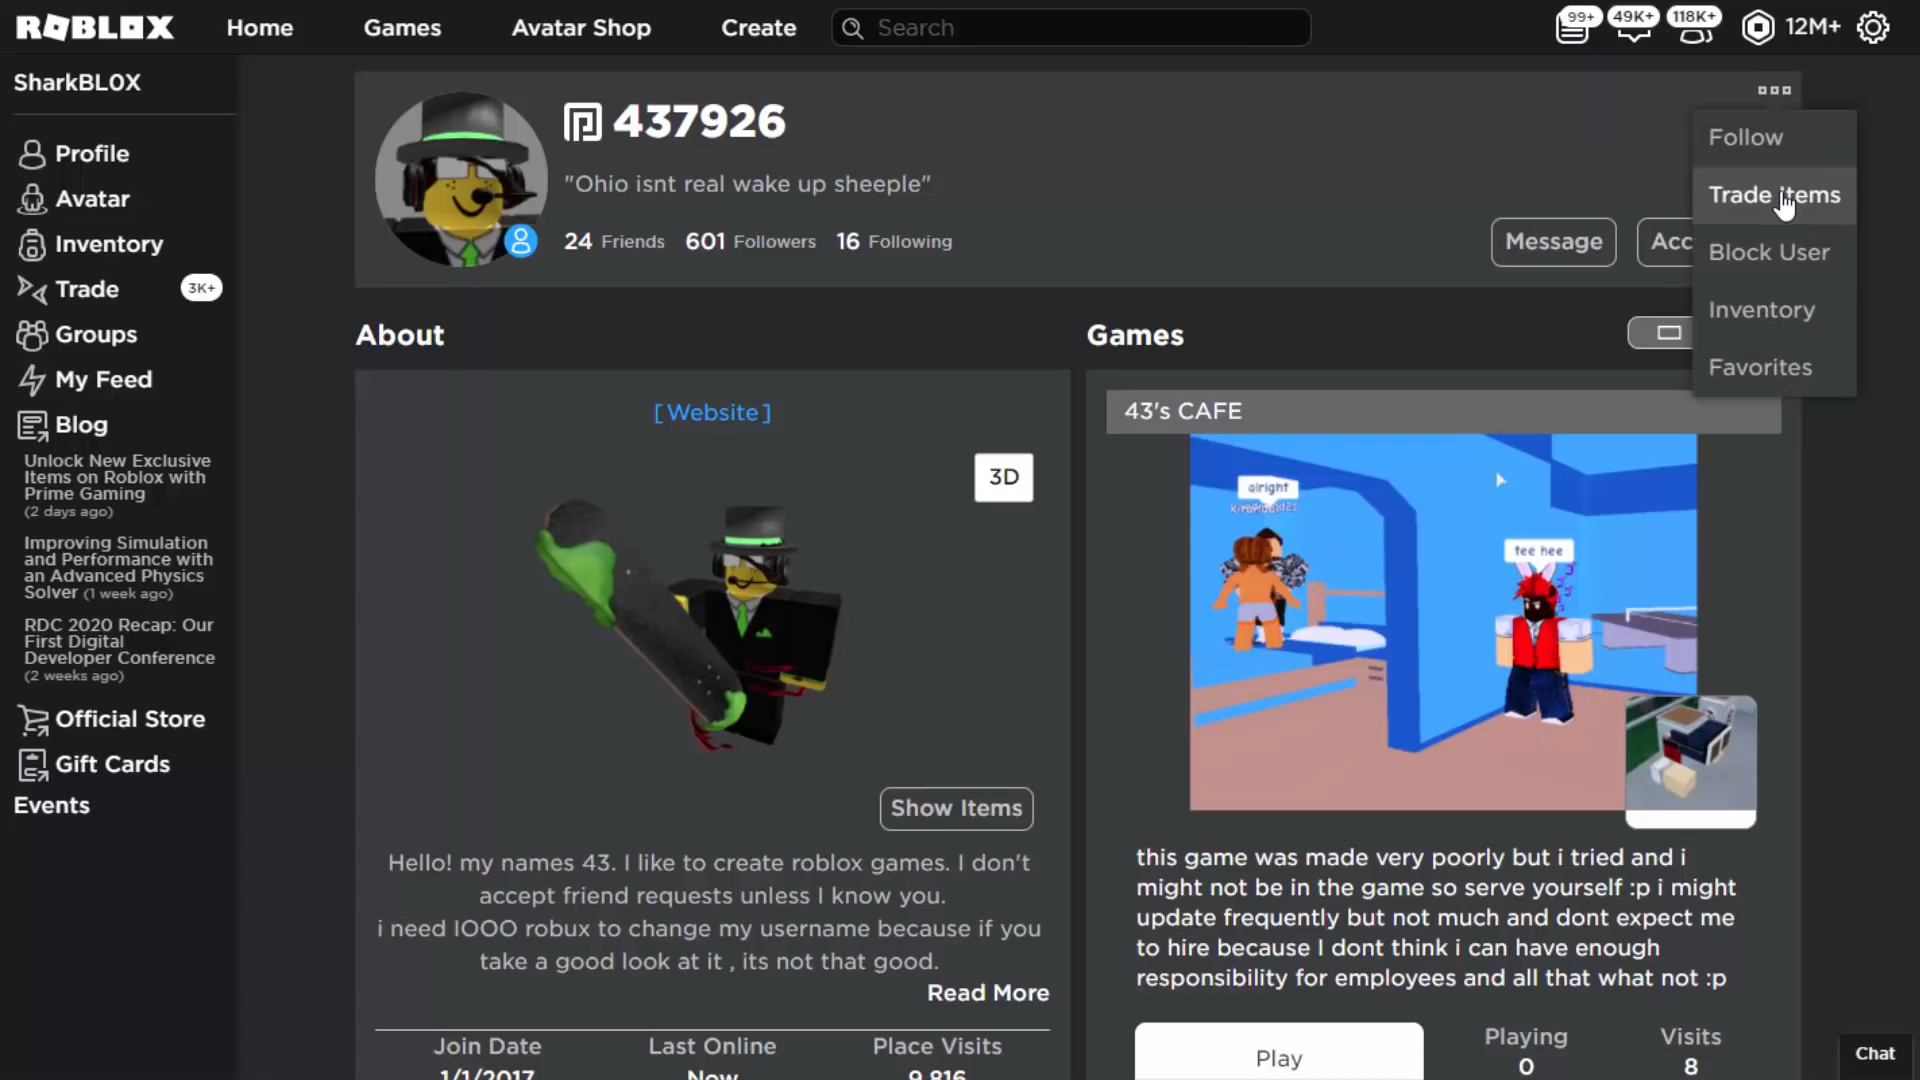 ROBLOX
Home
Games
Avatar Shop
Create
Search
99+
49K+
118K+
12M+
SharkBL0X
Profile
Avatar
Inventory
Trade
3K+
Groups
My Feed
Blog
Unlock New Exclusive
Items on Roblox with
Prime Gaming
(2 days ago)
Improving Simulation
and Performance with
an Advanced Physics
Solver (1 week ago)
RDC 2020 Recap: Our
First Digital
Developer Conference
(2 weeks ago)
Official Store
Gift Cards
Events
437926
"Ohio isnt real wake up sheeple"
24 Friends 601 Followers 16 Following
Message
Acc
Follow
Trade Items
Block User
Inventory
Favorites
About
[Website]
3D
Show Items
Hello! my names 43. I like to create roblox games. I don't
accept friend requests unless I know you.
i need IOOO robux to change my username because if you
take a good look at it , its not that good.
Read More
Join Date
Last Online
Place Visits
1/1/2017
Now
9,816
Games
43's CAFE
alright
tee hee
this game was made very poorly but i tried and i
might not be in the game so serve yourself :p i might
update frequently but not much and dont expect me
to hire because I dont think i can have enough
responsibility for employees and all that what not :p
Play
Playing
0
Visits
8
Chat